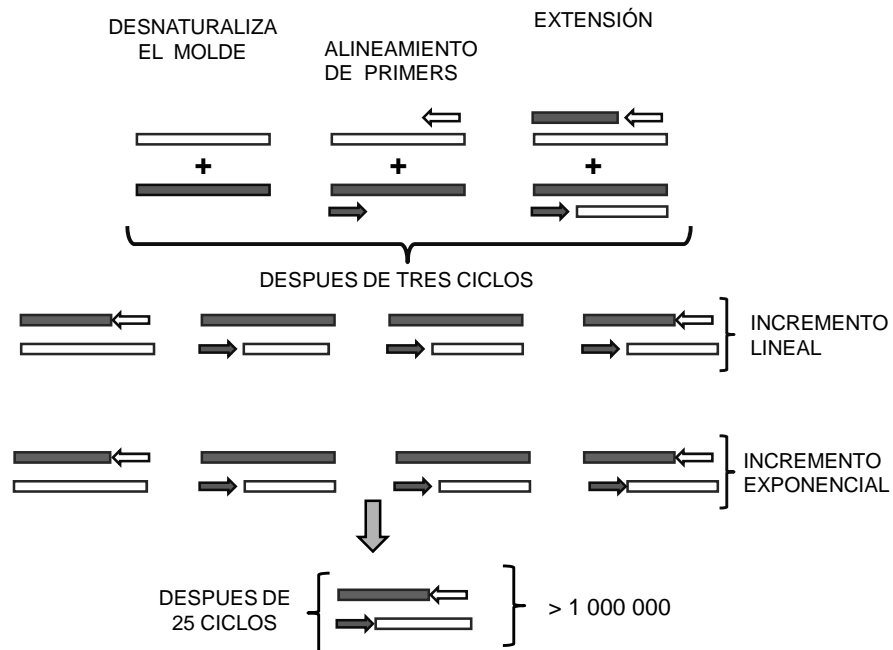 DESNATURALIZA
EL MOLDE
ALINEAMIENTO
DE PRIMERS
EXTENSIÓN
+
+
+
DESPUES DE TRES CICLOS
INCREMENTO
LINEAL
INCREMENTO
EXPONENCIAL
DESPUES DE
25 CICLOS
> 1 000 000